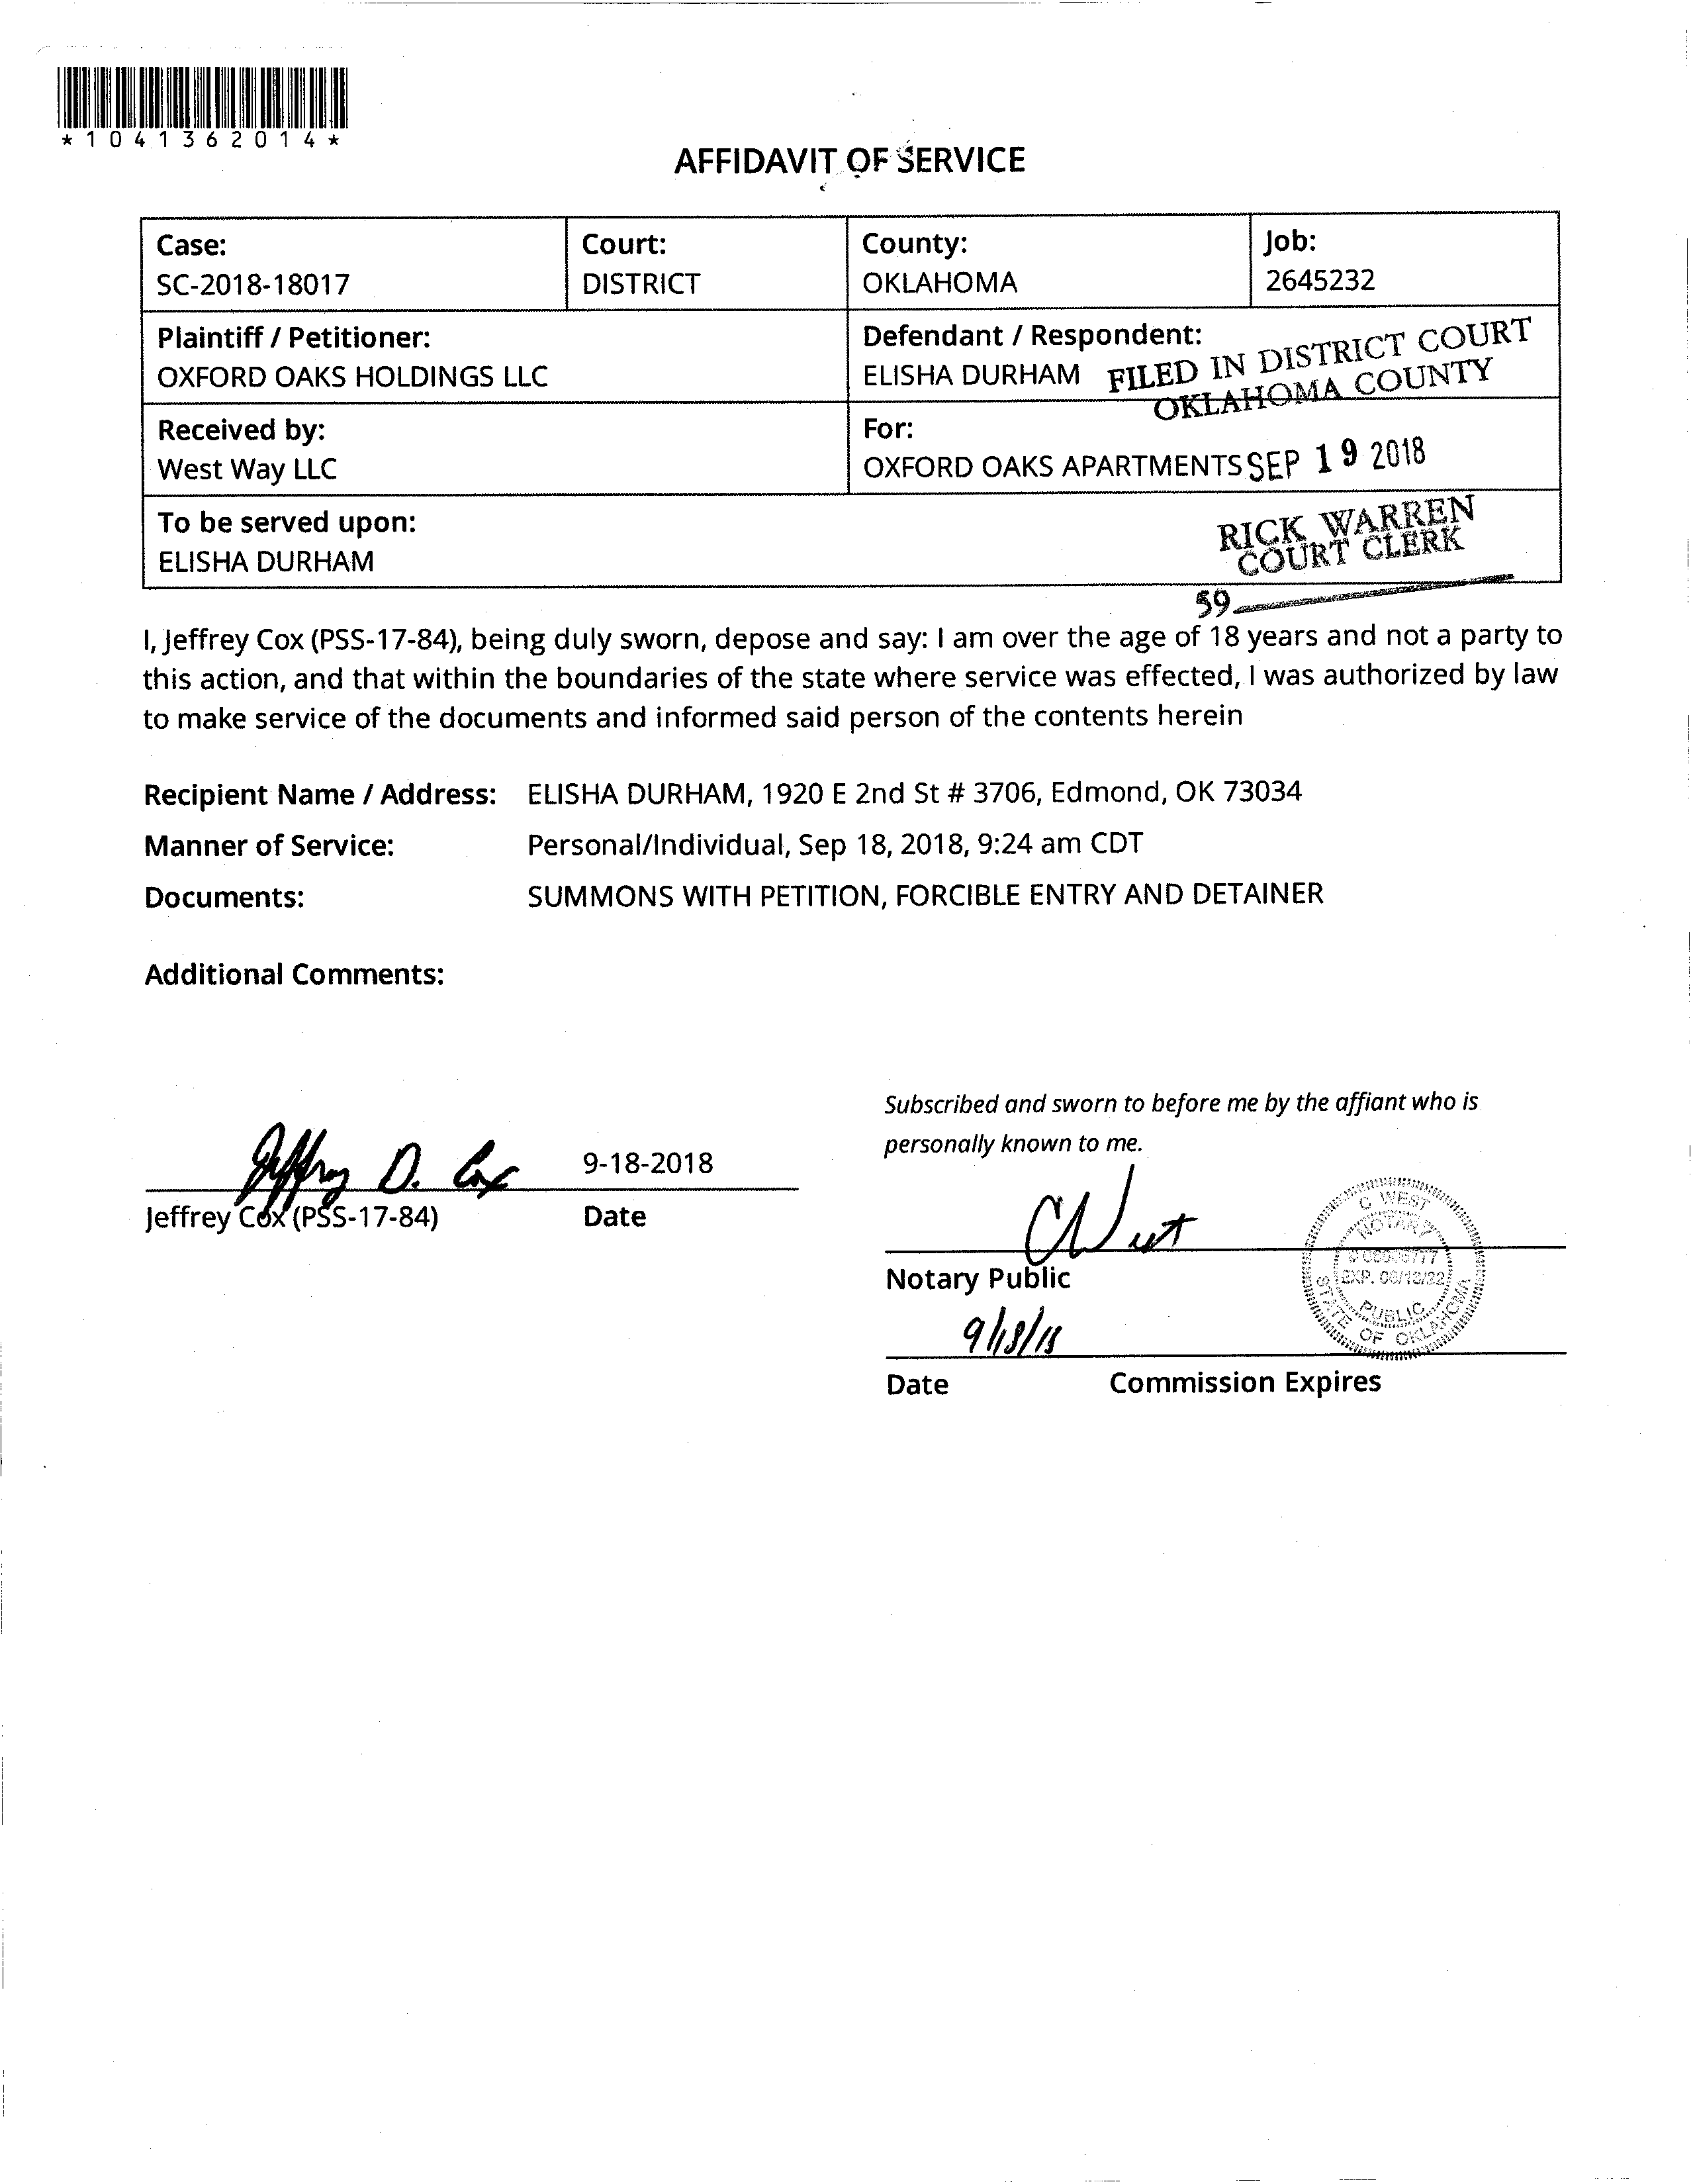 *1041362014*
AFFIDAVIT OF SERVICE
Case:
SC-2018-18017
Court:
DISTRICT
County:
OKLAHOMA
Job:
2645232
Plaintiff / Petitioner:
OXFORD OAKS HOLDINGS LLC
Defendant / Respondent:
ELISHA DURHAM
FILED IN DISTRICT COURT
OKLAHOMA COUNTY
Received by:
West Way LLC
For:
OXFORD OAKS APARTMENTS
SEP 19 2018
To be served upon:
ELISHA DURHAM
RICK WARREN
COURT CLERK
59
I, Jeffrey Cox (PSS-17-84), being duly sworn, depose and say: I am over the age of 18 years and not a party to
this action, and that within the boundaries of the state where service was effected, I was authorized by law
to make service of the documents and informed said person of the contents herein
Recipient Name / Address: ELISHA DURHAM, 1920 E 2nd St # 3706, Edmond, OK 73034
Manner of Service: Personal/Individual, Sep 18, 2018, 9:24 am CDT
Documents: SUMMONS WITH PETITION, FORCIBLE ENTRY AND DETAINER
Additional Comments:
Jeffrey D. Cox
9-18-2018
Jeffrey Cox (PSS-17-84)
Date
Subscribed and sworn to before me by the affiant who is
personally known to me.
C West
Notary Public
9/18/18
Date
Commission Expires
C WEST
NOTARY
PUBLIC
STATE OF OKLAHOMA